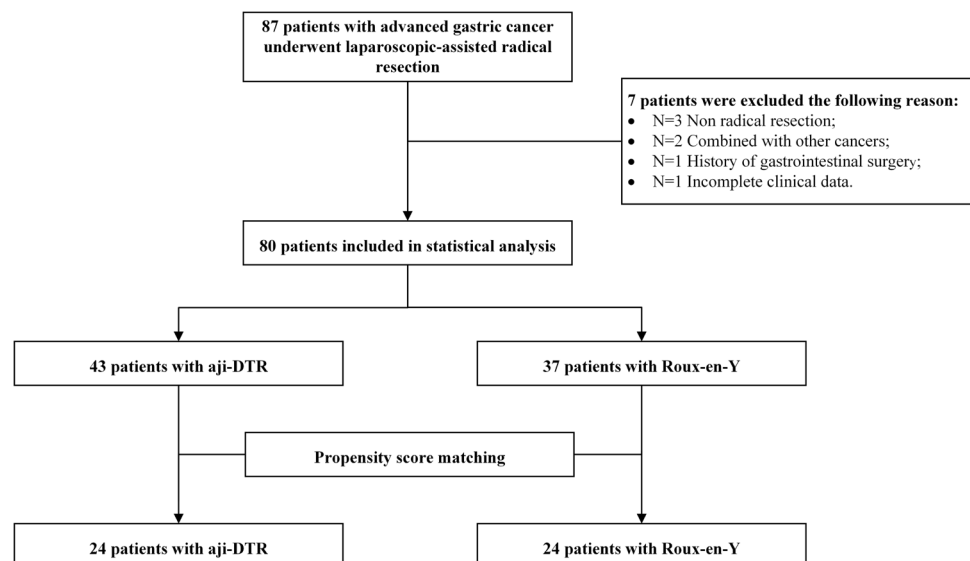 87 patients with advanced gastric cancer
underwent laparoscopic-assisted radical
resection
7 patients were excluded the following reason:
• N=3 Non radical resection;
• N=2 Combined with other cancers;
• N=1 History of gastrointestinal surgery;
• N=1 Incomplete clinical data.
80 patients included in statistical analysis
43 patients with aji-DTR
37 patients with Roux-en-Y
Propensity score matching
24 patients with aji-DTR
24 patients with Roux-en-Y